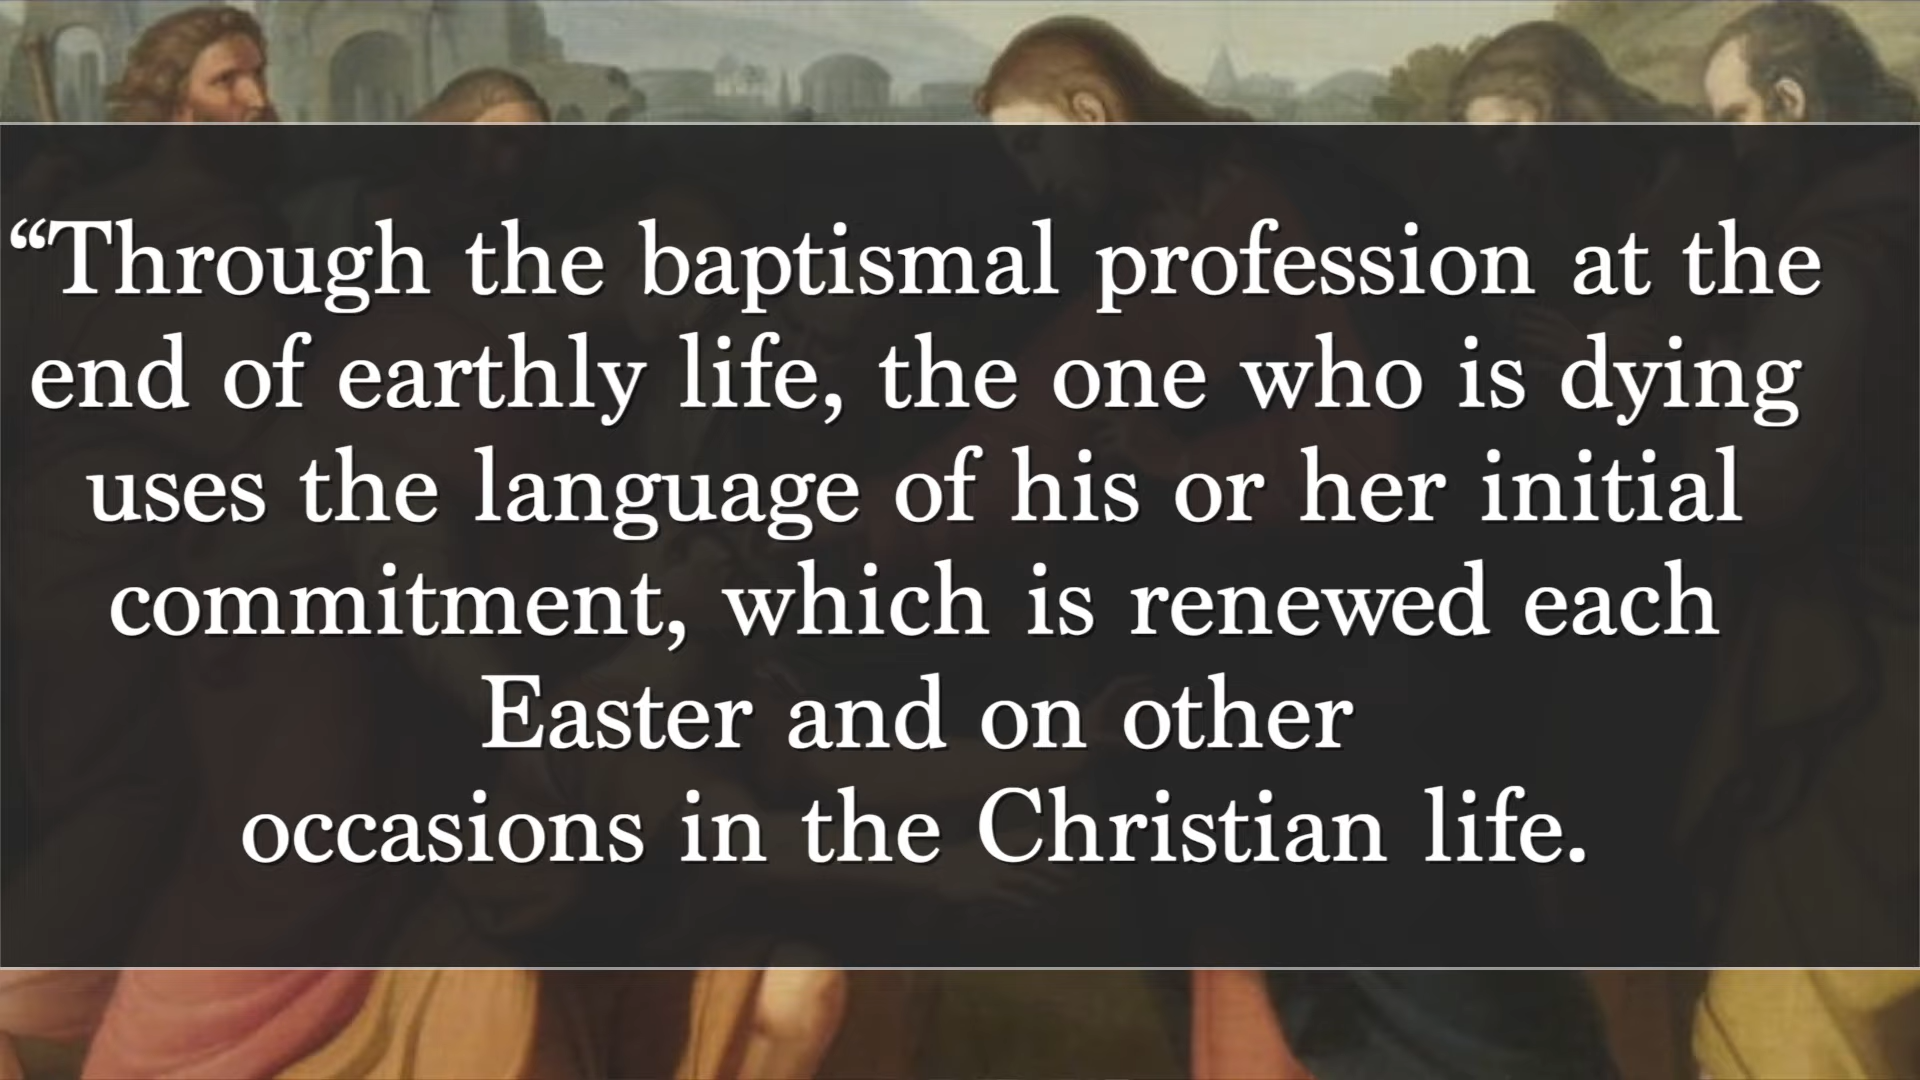 “Through the baptismal profession at the
end of earthly life, the one who is dying
uses the language of his or her initial
commitment, which is renewed each
Easter and on other
occasions in the Christian life.